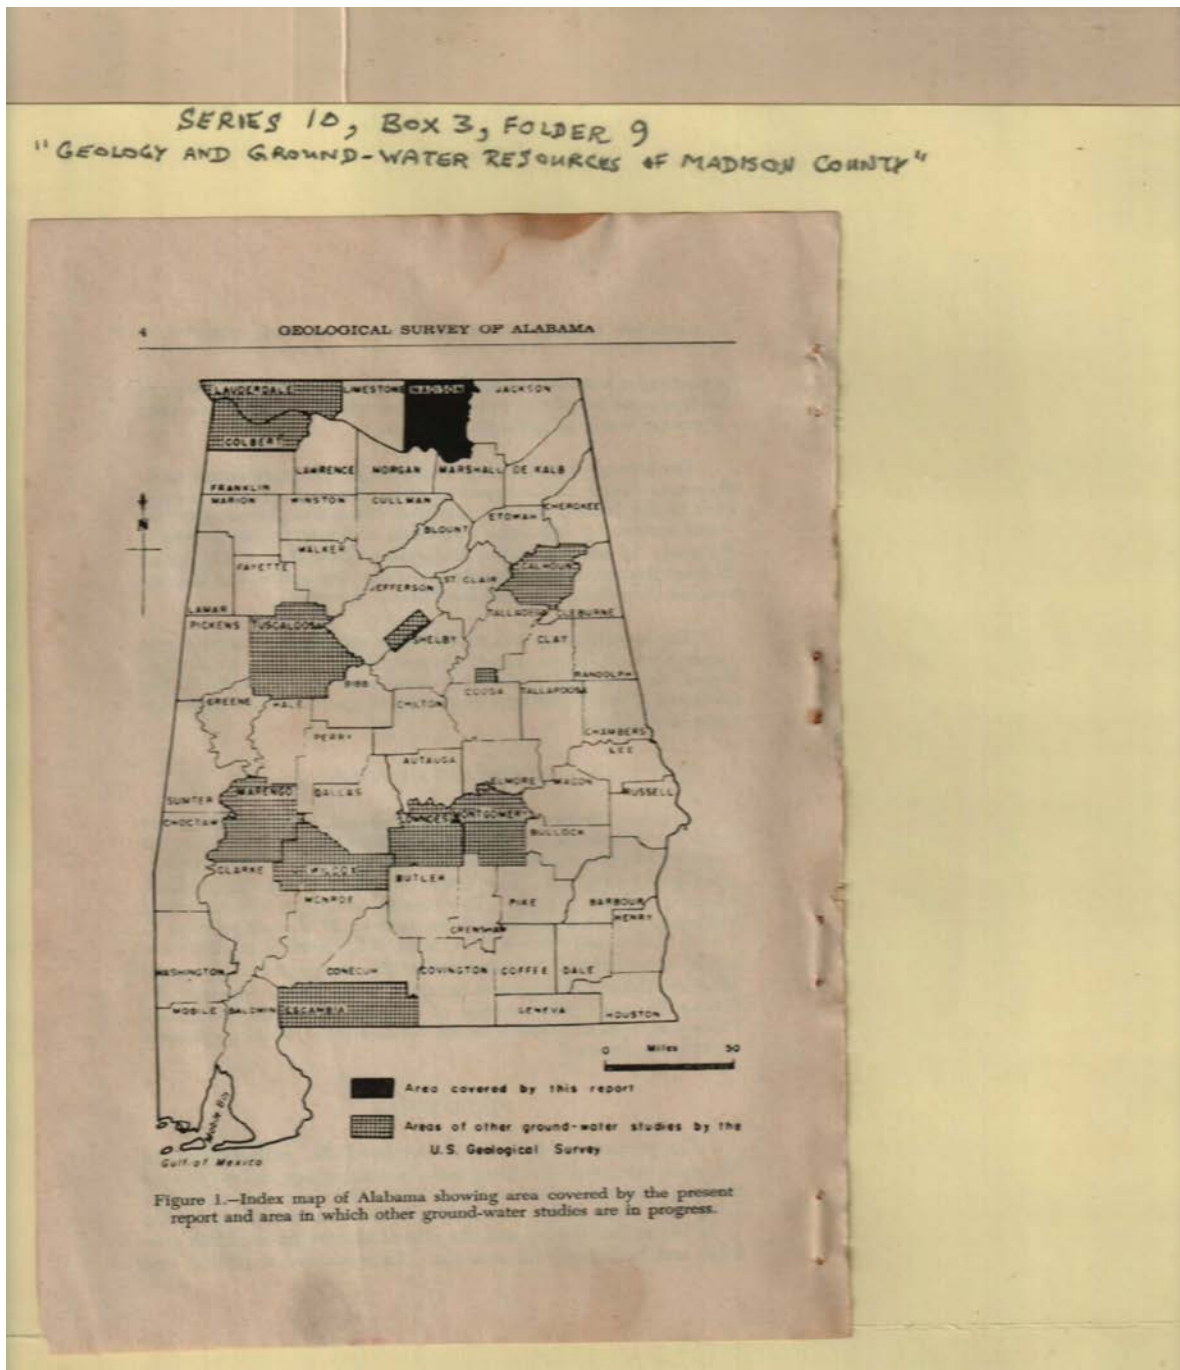 SERIES 10, BOX 3, FOLDER 9
"GEOLOGY AND GROUND-WATER RESOURCES OF MADISON COUNTY"
4 GEOLOGICAL SURVEY OF ALABAMA
LAUDERDALE LIMESTONE MADISON JACKSON
COLBERT
LAWRENCE MORGAN MARSHALL DE KALB
FRANKLIN
MARION WINSTON CULLMAN
CHEROKEE
ETOWAH
N
BLOUNT
WALKER
FAYETTE CALHOUN
JEFFERSON ST CLAIR
LAMAR TALLADEGA CLEBURNE
PICKENS TUSCALOOSA
SHELBY CLAY
RANDOLPH
BIBB
COOSA TALLAPOOSA
GREENE HALE CHILTON
CHAMBERS
PERRY
LEE
AUTAUGA
ELMORE MACON
MARENGO DALLAS RUSSELL
SUMTER
CHOCTAW LOWNDES MONTGOMERY
BULLOCK
CLARKE WILCOX
BUTLER
MONROE PIKE BARBOUR
HENRY
CRENSHAW
WASHINGTON CONECUH COVINGTON COFFEE DALE
MOBILE BALDWIN ESCAMBIA GENEVA
HOUSTON
0 Miles 50
Area covered by this report
Mobile Bay
Areas of other ground-water studies by the
U.S. Geological Survey
Gulf of Mexico
Figure 1.—Index map of Alabama showing area covered by the present
report and area in which other ground-water studies are in progress.